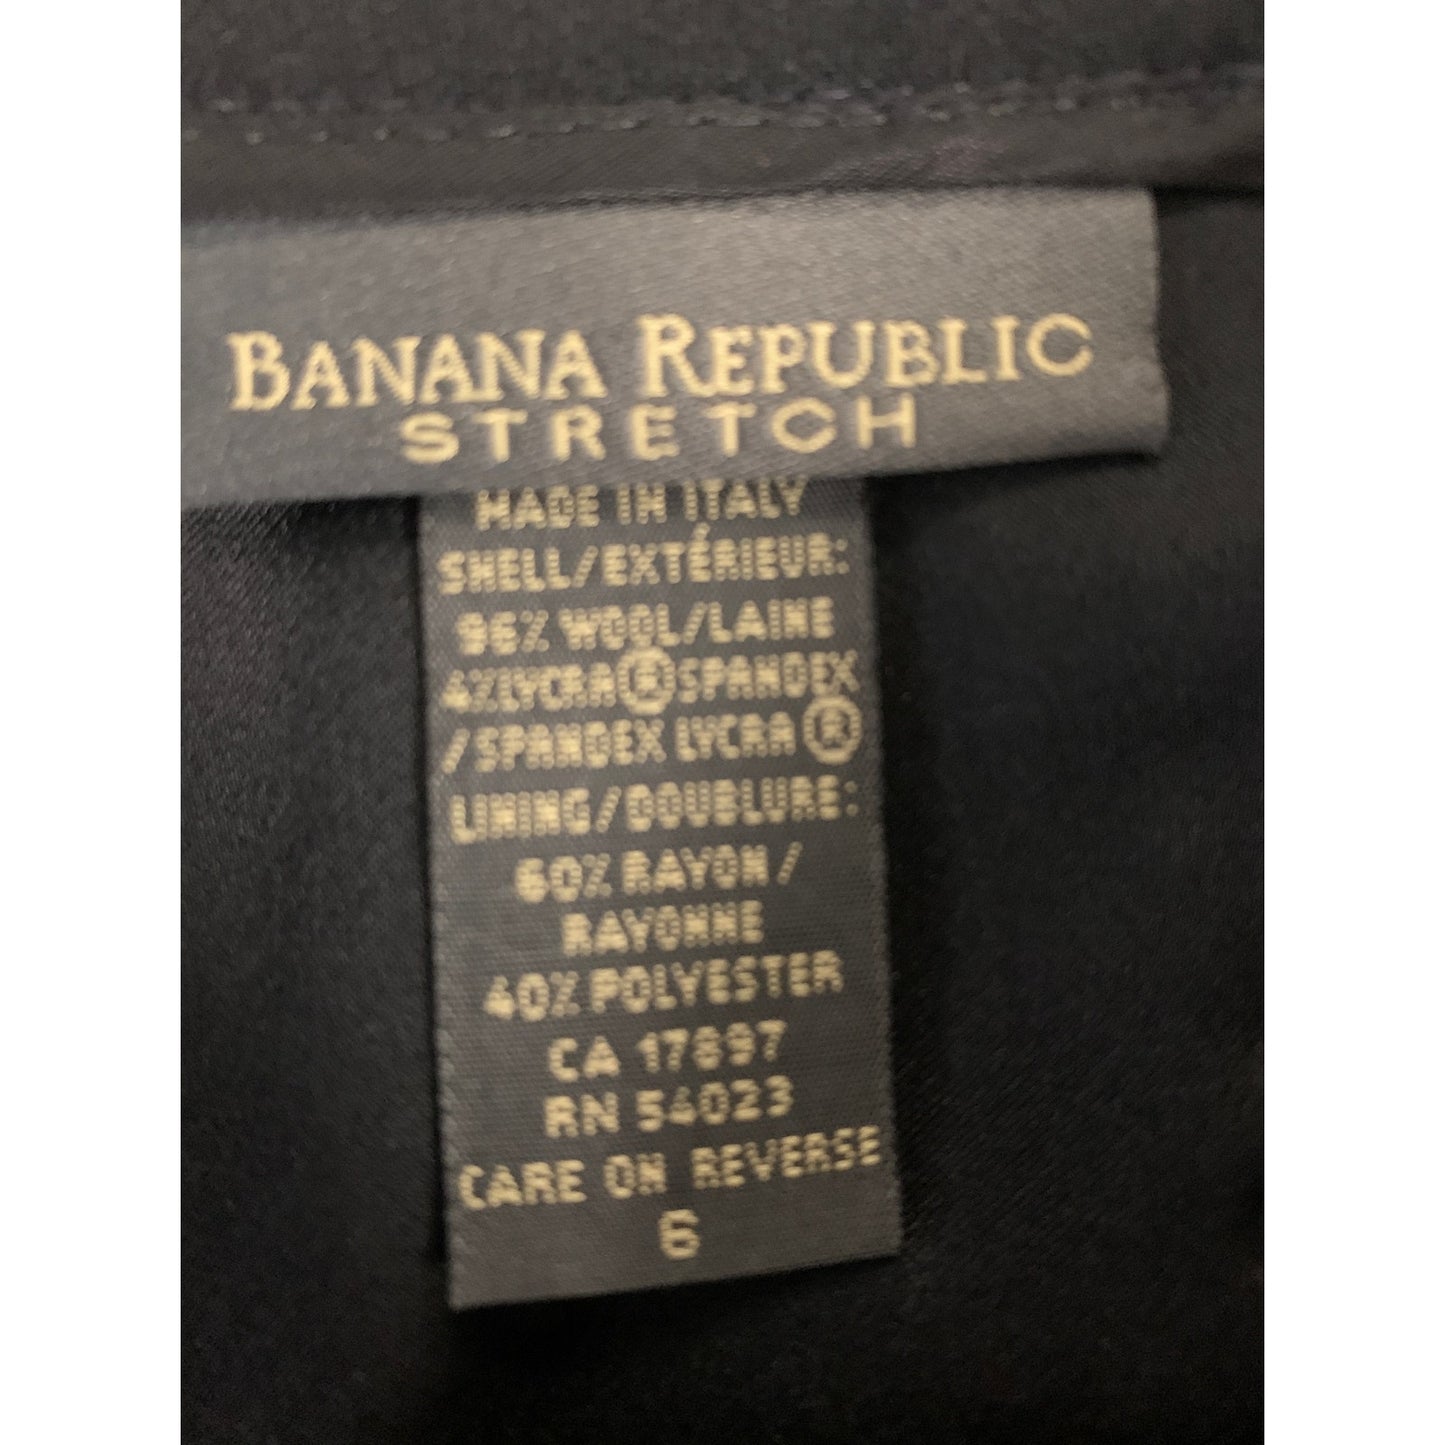 BANANA REPUBLIC
STRETCH
MADE IN ITALY
SHELL/EXTÉRIEUR:
96% WOOL/LAINE
4%LYCRA®SPANDEX
/SPANDEX LYCRA®
LINING/DOUBLURE:
60% RAYON/
RAYONNE
40% POLYESTER
CA 17897
RN 54023
CARE ON REVERSE
6